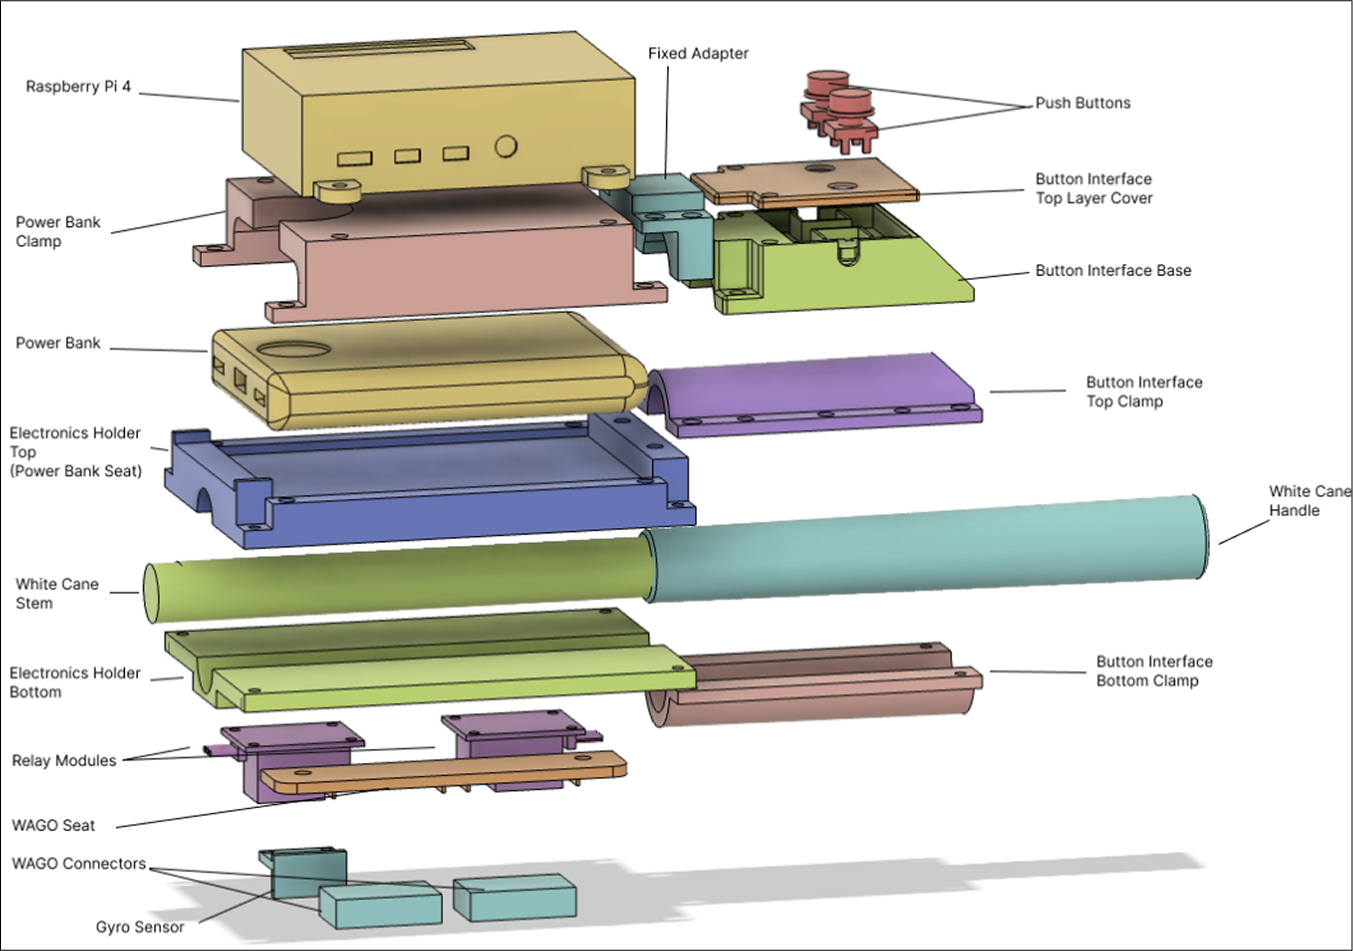 Fixed Adapter
Raspberry Pi 4
Push Buttons
Button Interface
Top Layer Cover
Power Bank
Clamp
Button Interface Base
Power Bank
Button Interface
Top Clamp
Electronics Holder
Top
(Power Bank Seat)
White Cane
Handle
White Cane
Stem
Electronics Holder
Bottom
Button Interface
Bottom Clamp
Relay Modules
WAGO Seat
WAGO Connectors
Gyro Sensor